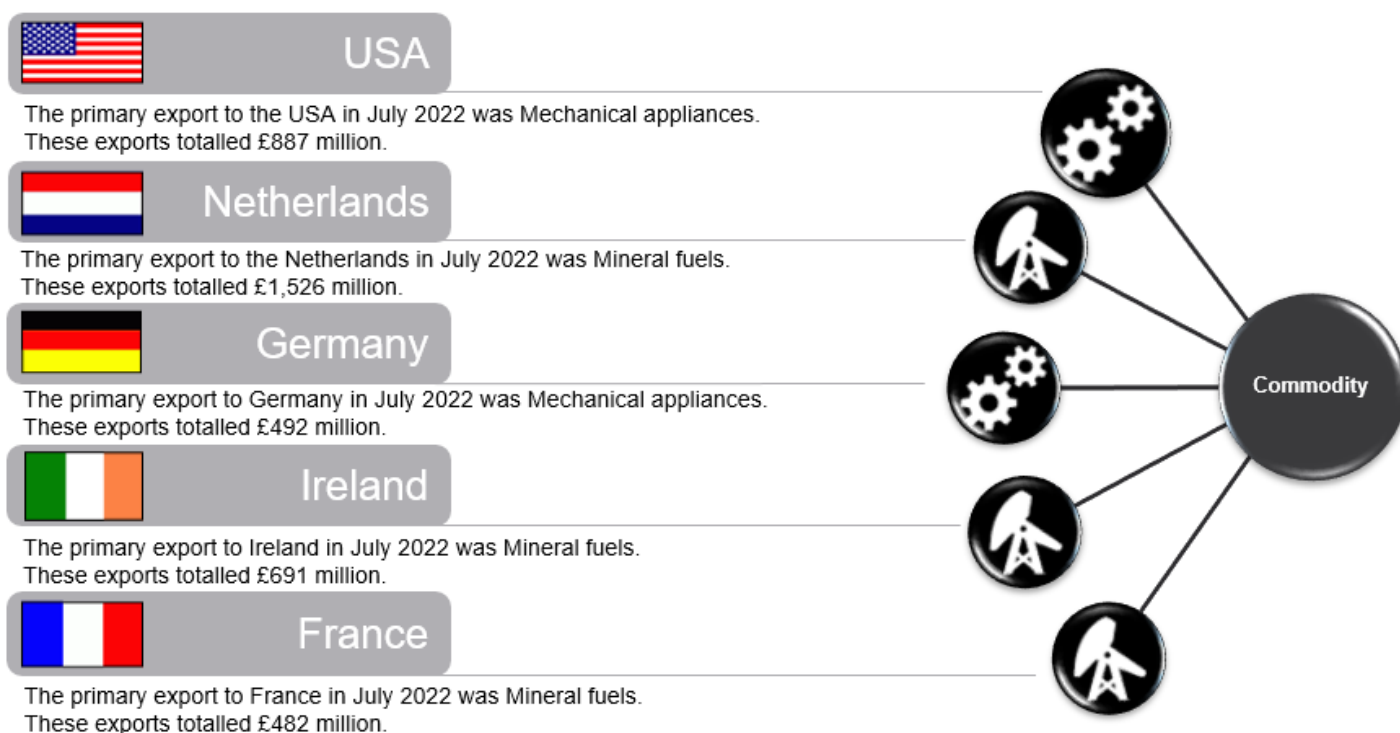 USA
The primary export to the USA in July 2022 was Mechanical appliances.
These exports totalled £887 million.
Netherlands
The primary export to the Netherlands in July 2022 was Mineral fuels.
These exports totalled £1,526 million.
Germany
The primary export to Germany in July 2022 was Mechanical appliances.
These exports totalled £492 million.
Ireland
The primary export to Ireland in July 2022 was Mineral fuels.
These exports totalled £691 million.
France
The primary export to France in July 2022 was Mineral fuels.
These exports totalled £482 million.
Commodity